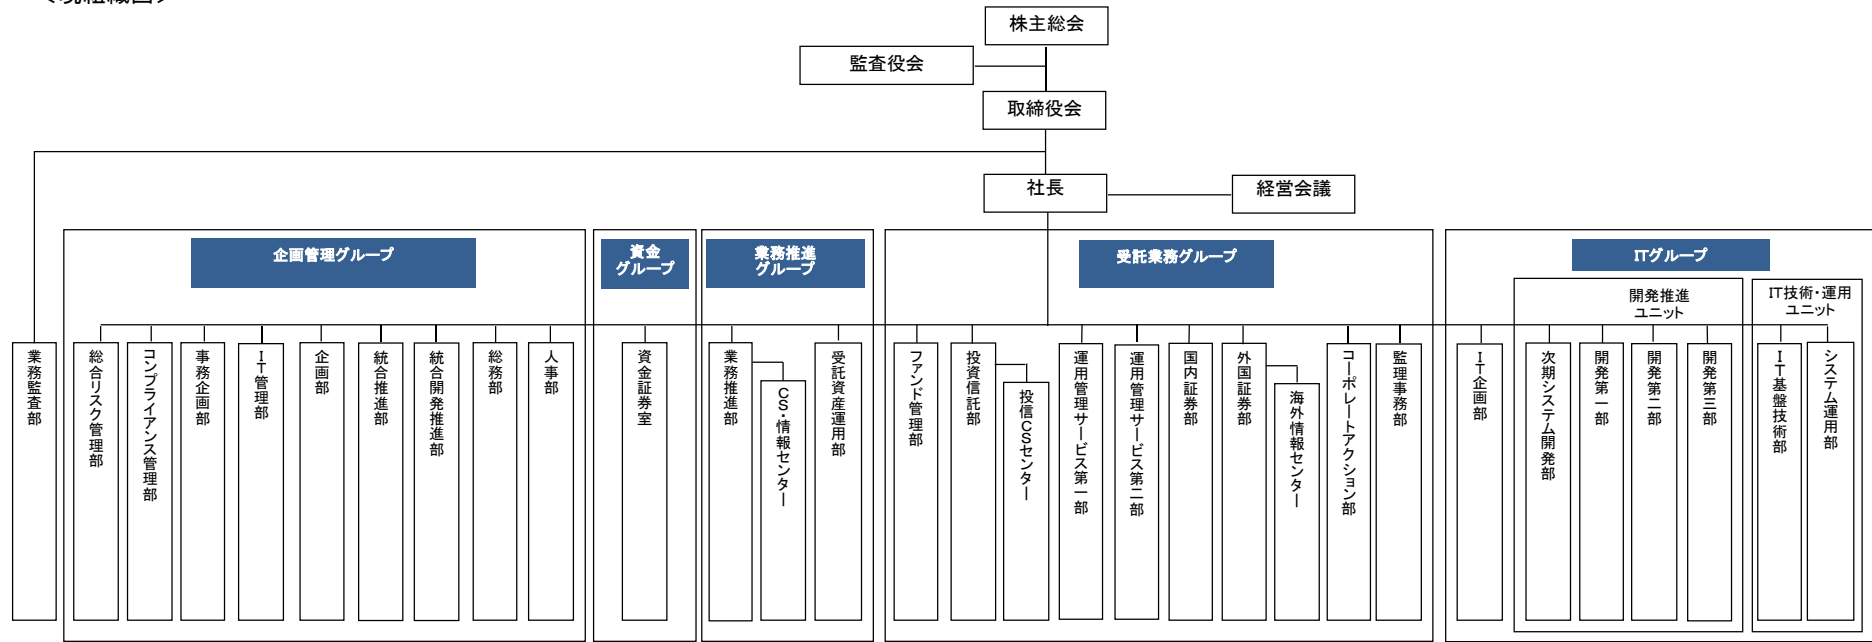 ＜現組織図＞
株主総会
監査役会
取締役会
社長
経営会議
企画管理グループ
資金
グループ
業務推進
グループ
受託業務グループ
ITグループ
開発推進
ユニット
IT技術・運用
ユニット
業務監査部
総合リスク管理部
コンプライアンス管理部
事務企画部
IT管理部
企画部
統合推進部
統合開発推進部
総務部
人事部
資金証券室
業務推進部
CS・情報センター
受託資産運用部
ファンド管理部
投資信託部
投信CSセンター
運用管理サービス第一部
運用管理サービス第二部
国内証券部
外国証券部
海外情報センター
コーポレートアクション部
監理事務部
IT企画部
次期システム開発部
開発第一部
開発第二部
開発第三部
IT基盤技術部
システム運用部